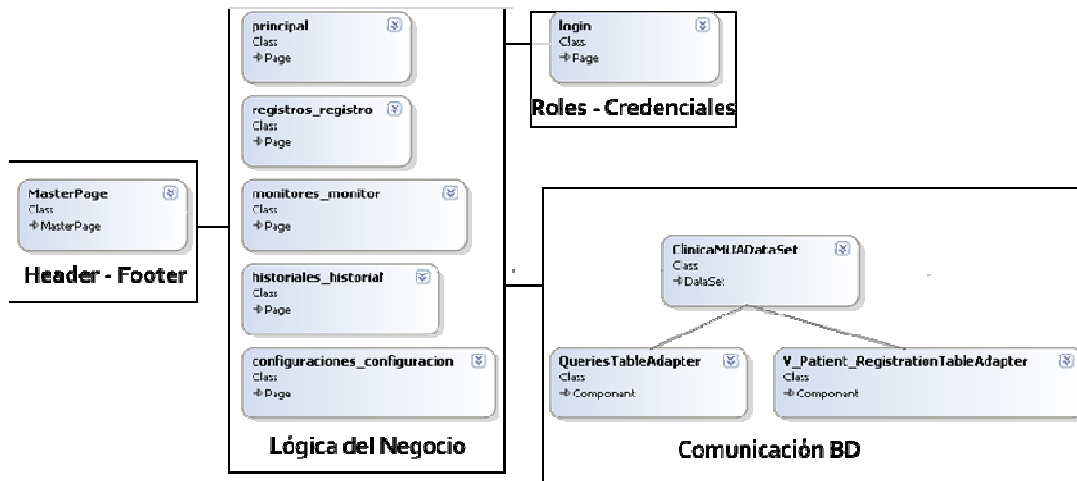 MasterPage
Class
MasterPage
Header - Footer
principal
Class
Page
registros_registro
Class
Page
monitores_monitor
Class
Page
historiales_historial
Class
Page
configuraciones_configuracion
Class
Page
Lógica del Negocio
login
Class
Page
Roles - Credenciales
ClinicaMUADataSet
Class
DataSet
QueriesTableAdapter
Class
Component
V_Patient_RegistrationTableAdapter
Class
Component
Comunicación BD